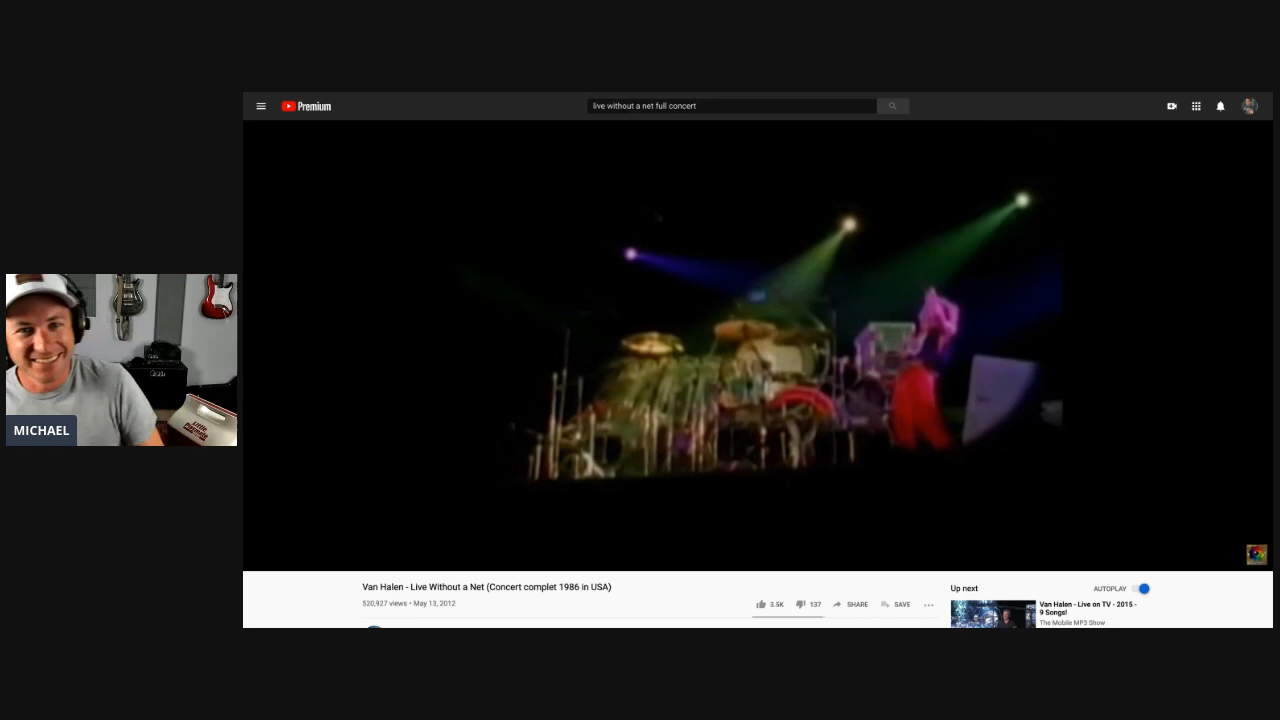 Premium
live without a net full concert
MICHAEL
Van Halen - Live Without a Net (Concert complet 1986 in USA)
520,927 views • May 13, 2012
3.5K
137
SHARE
SAVE
Up next
AUTOPLAY
Van Halen - Live on TV - 2015 -
9 Songs!
The Mobile MP3 Show